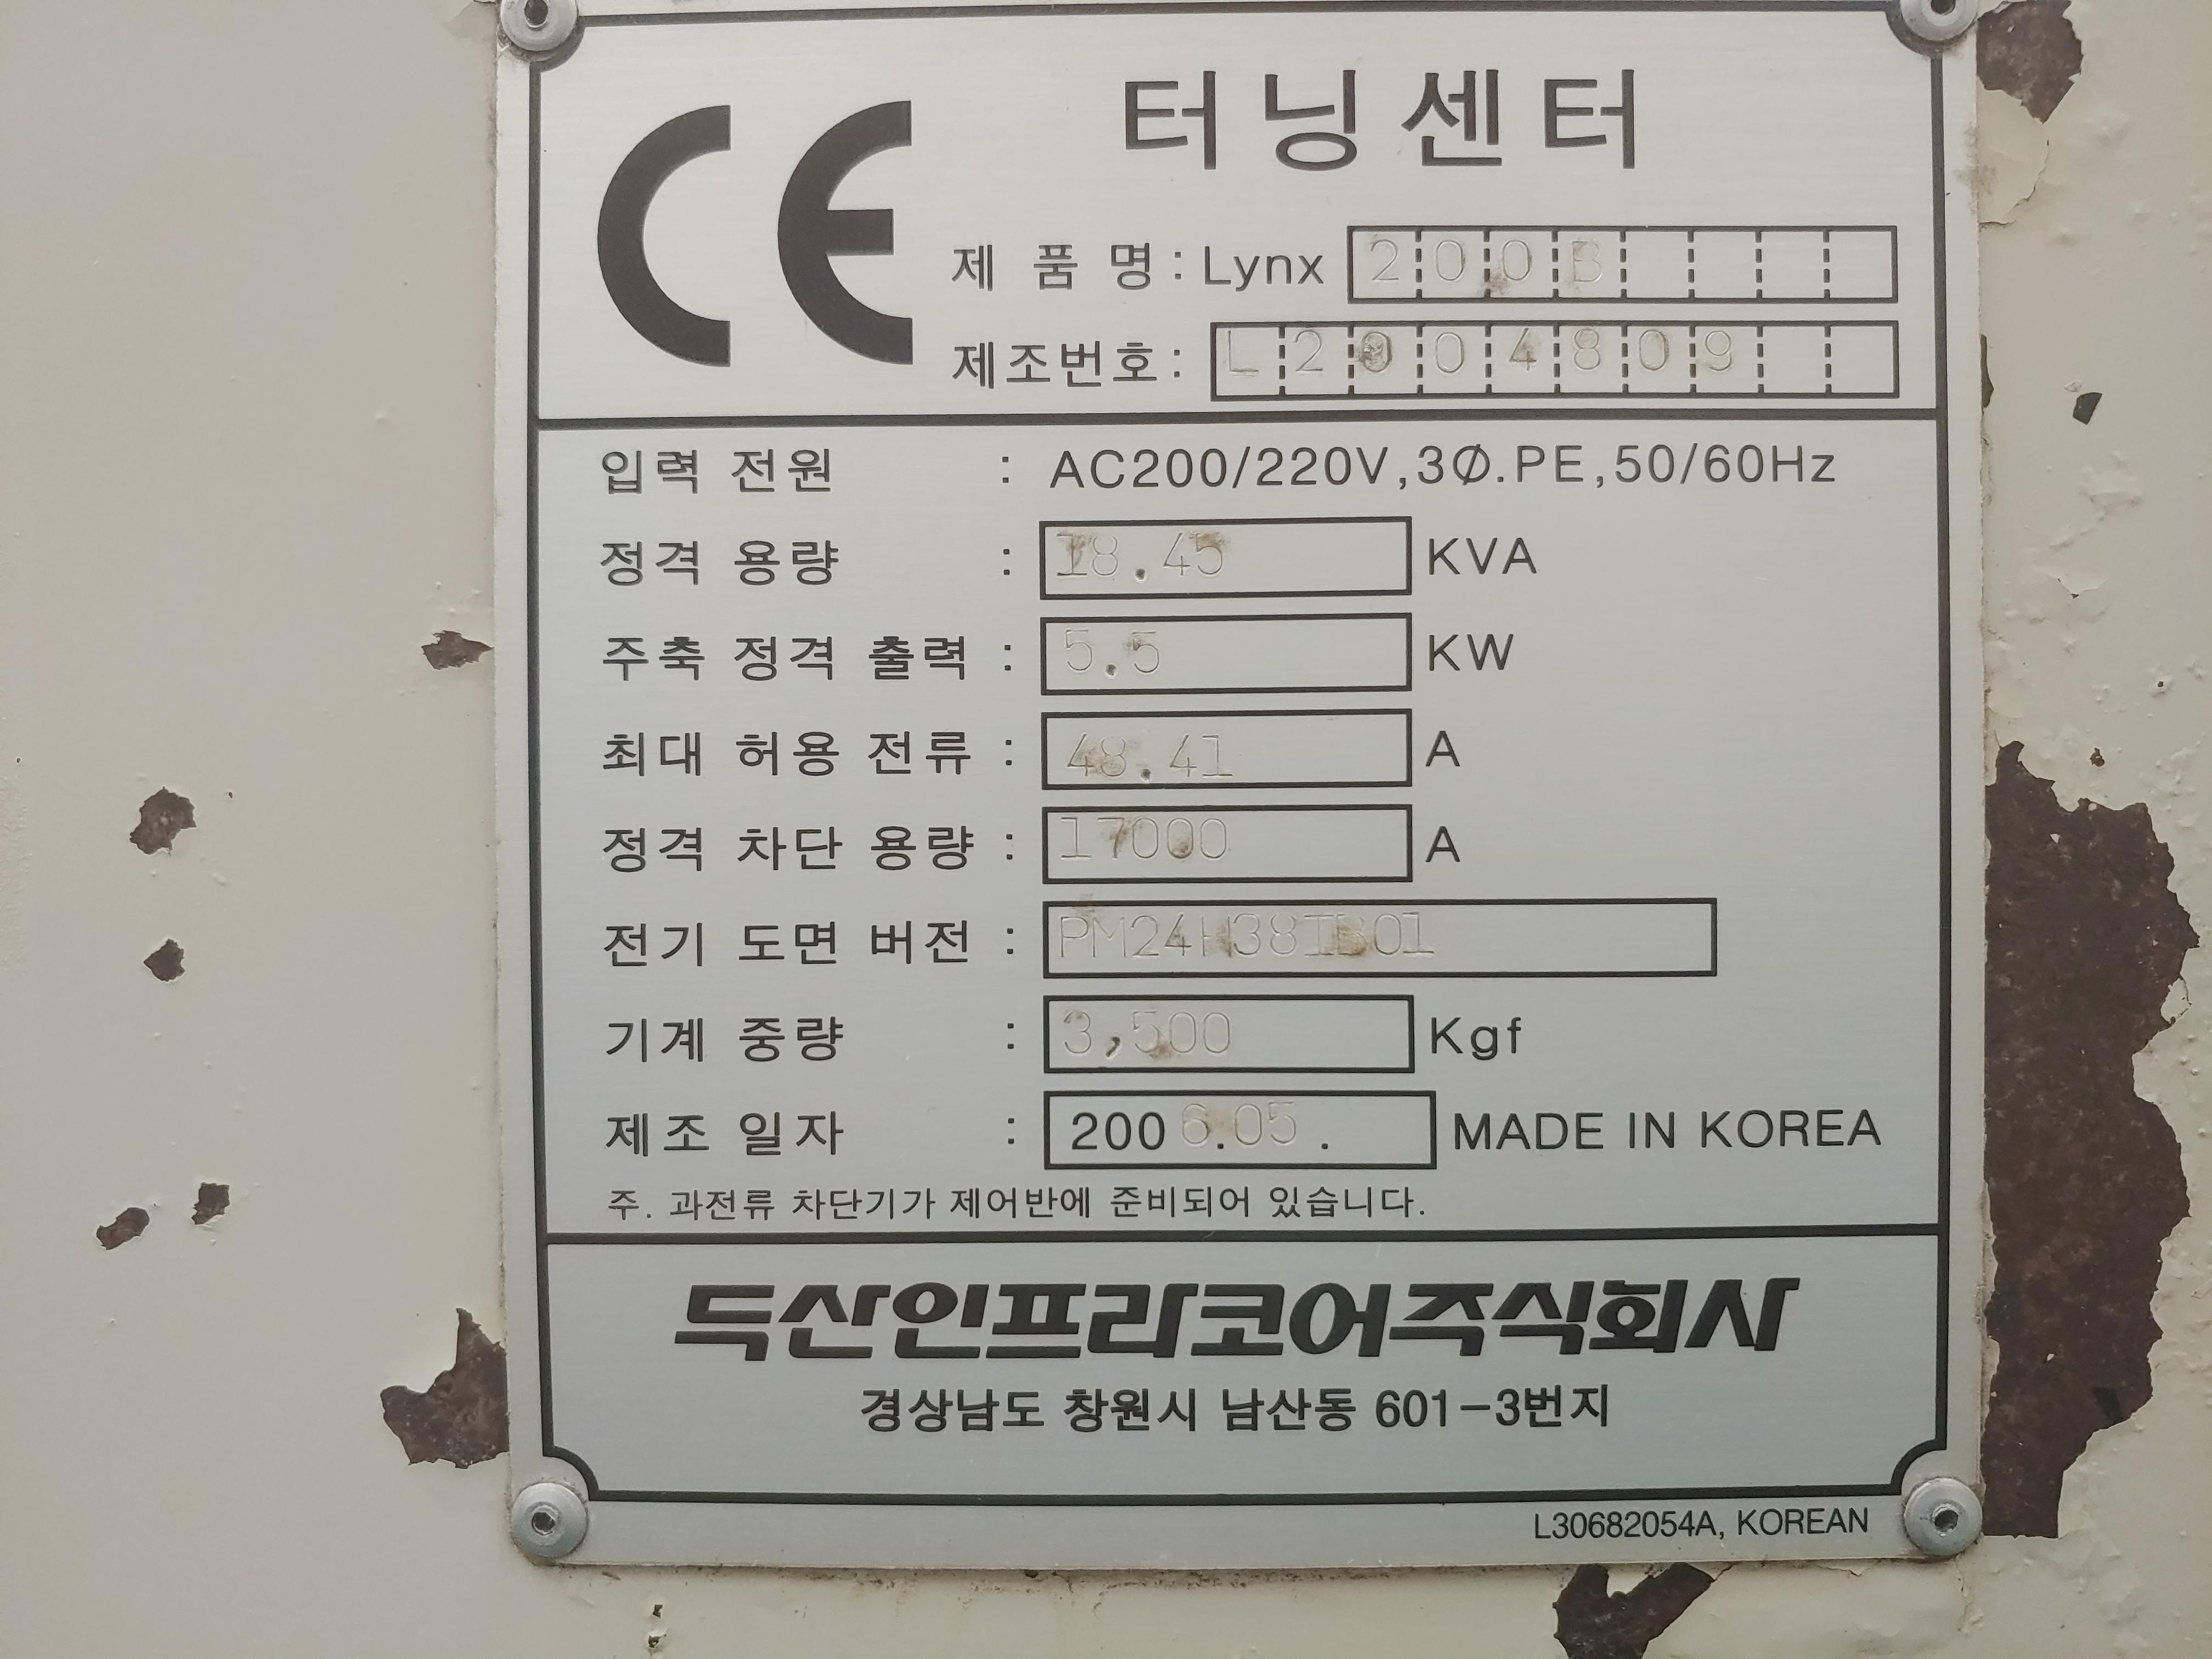 CE
터닝센터
제 품 명 : Lynx 200B
제조번호 : L2004809
입력 전원 : AC200/220V,3Ø.PE,50/60Hz
정격 용량 : 18.45 KVA
주축 정격 출력 : 5.5 KW
최대 허용 전류 : 48.41 A
정격 차단 용량 : 17000 A
전기 도면 버전 : PM24H38IB01
기계 중량 : 3,500 Kgf
제조 일자 : 2006.05 . MADE IN KOREA
주. 과전류 차단기가 제어반에 준비되어 있습니다.
두산인프라코어주식회사
경상남도 창원시 남산동 601-3번지
L30682054A, KOREAN